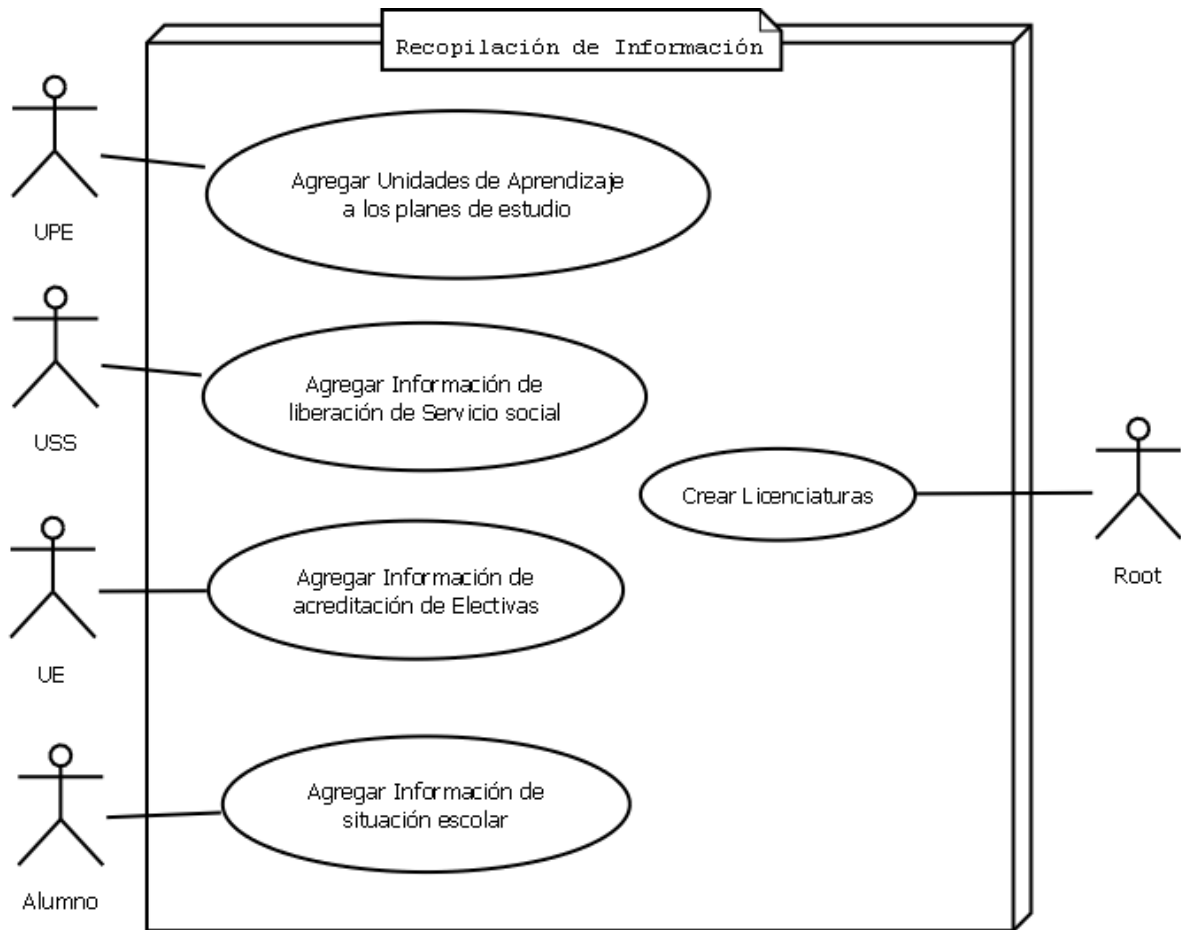 Recopilación de Información
Agregar Unidades de Aprendizaje
a los planes de estudio
UPE
Agregar Información de
liberación de Servicio social
USS
Crear Licenciaturas
Root
Agregar Información de
acreditación de Electivas
UE
Agregar Información de
situación escolar
Alumno